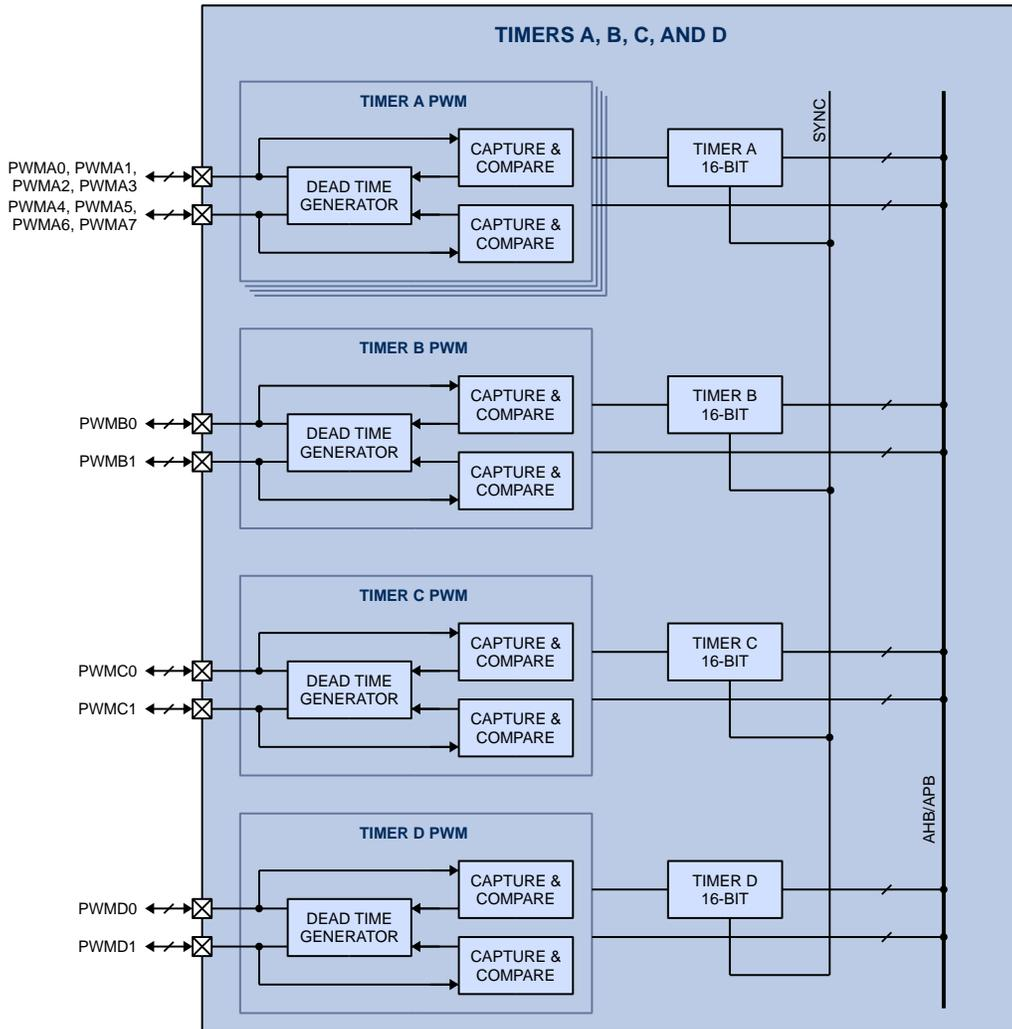 TIMERS A, B, C, AND D
TIMER A PWM
SYNC
CAPTURE &
COMPARE
TIMER A
16-BIT
PWMA0, PWMA1,
PWMA2, PWMA3
PWMA4, PWMA5,
PWMA6, PWMA7
DEAD TIME
GENERATOR
CAPTURE &
COMPARE
TIMER B PWM
CAPTURE &
COMPARE
TIMER B
16-BIT
PWMB0
PWMB1
DEAD TIME
GENERATOR
CAPTURE &
COMPARE
TIMER C PWM
CAPTURE &
COMPARE
TIMER C
16-BIT
PWMC0
PWMC1
DEAD TIME
GENERATOR
CAPTURE &
COMPARE
AHB/APB
TIMER D PWM
CAPTURE &
COMPARE
TIMER D
16-BIT
PWMD0
PWMD1
DEAD TIME
GENERATOR
CAPTURE &
COMPARE